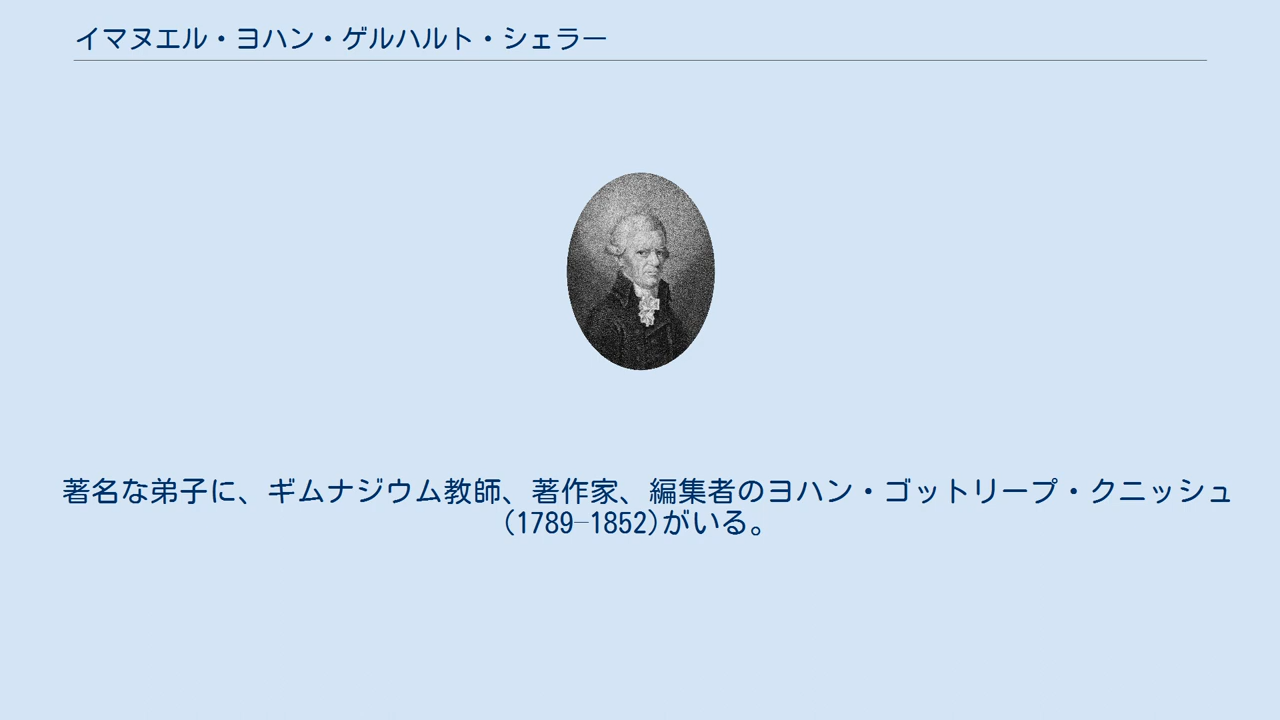 イマヌエル・ヨハン・ゲルハルト・シェラー
著名な弟子に、ギムナジウム教師、著作家、編集者のヨハン・ゴットリープ・クニッシュ
(1789–1852)がいる。